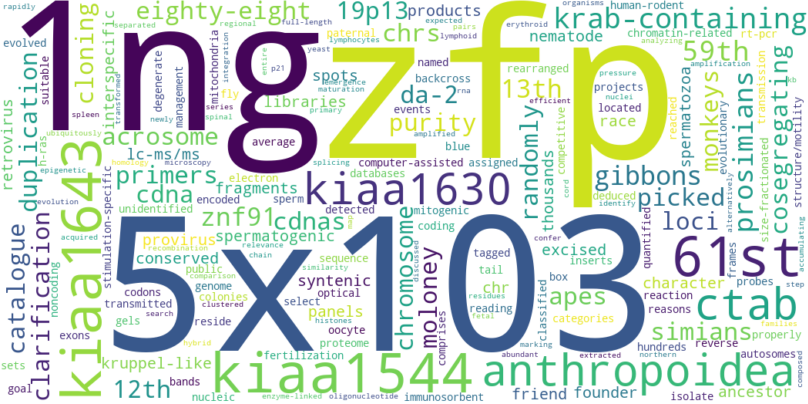 1ng zfp
5x103
eighty-eight
19p13 products
krab-containing
human-rodent
rapidly
separated
regional
full-length
expected
pairs
erythroid
organisms
chromatin-related
rt-pcr
paternal
chrs
nematode
analyzing
evolved
suitable
cloning
interspecific
degenerate
management
mitochondria
integration
entire
p21
emergence
maturation
yeast
lymphocytes
lymphoid
amplification
59th
kb
transmission
spots
named
backcross
rearranged
pressure
nuclei
13th
projects
located
race
fly
series
spinal
transformed
libraries
primary
rna
da-2
events
amplified
efficient
purity
blue
splicing
competitive
average
computer-assisted
assigned
databases
retrovirus
duplication
h-ras
spleen
ubiquitously
epigenetic
evolution
acrosome
homology
microscopy
lc-ms/ms
electron
primers
fragments
encoded
sperm
cdna
unidentified
znf91
cdnas
detected
mitogenic
coding
provirus
spermatogenic
recombination
relevance
chain
kiaa1643
kiaa1630
kiaa1544
stimulation-specific
acquired
noncoding
catalogue
clarification
conserved
comparison
public
sequence
similarity
codons
genome
transmitted
colonies
clustered
search
select
syntenic
optical
gels
reside
histones
panels
exons
hybrid
proteome
oocyte
kruppel-like
fertilization
sets
goal
12th
bands
nucleic
enzyme-linked
oligonucleotide
immunosorbent
chromosome
moloney
discussed
comprises
confer
tagged
tail
chr
residues
reading
fetal
box
marking
abundant
extracted
classified
categories
northern
frames
excised
inserts
randomly
thousands
deduced
identify
gibbons
picked
loci
apes
monkeys
prosimians
cosegregating
spermatozoa
evolutionary
reached
size-fractionated
alternatively
structure/motility
accumulating
quantified
61st
character
probes
step
reaction
ctab
families
simians
reasons
properly
hundreds
reverse
autosomes
composed
anthropoidea
friend
founder
isolate
ancestor